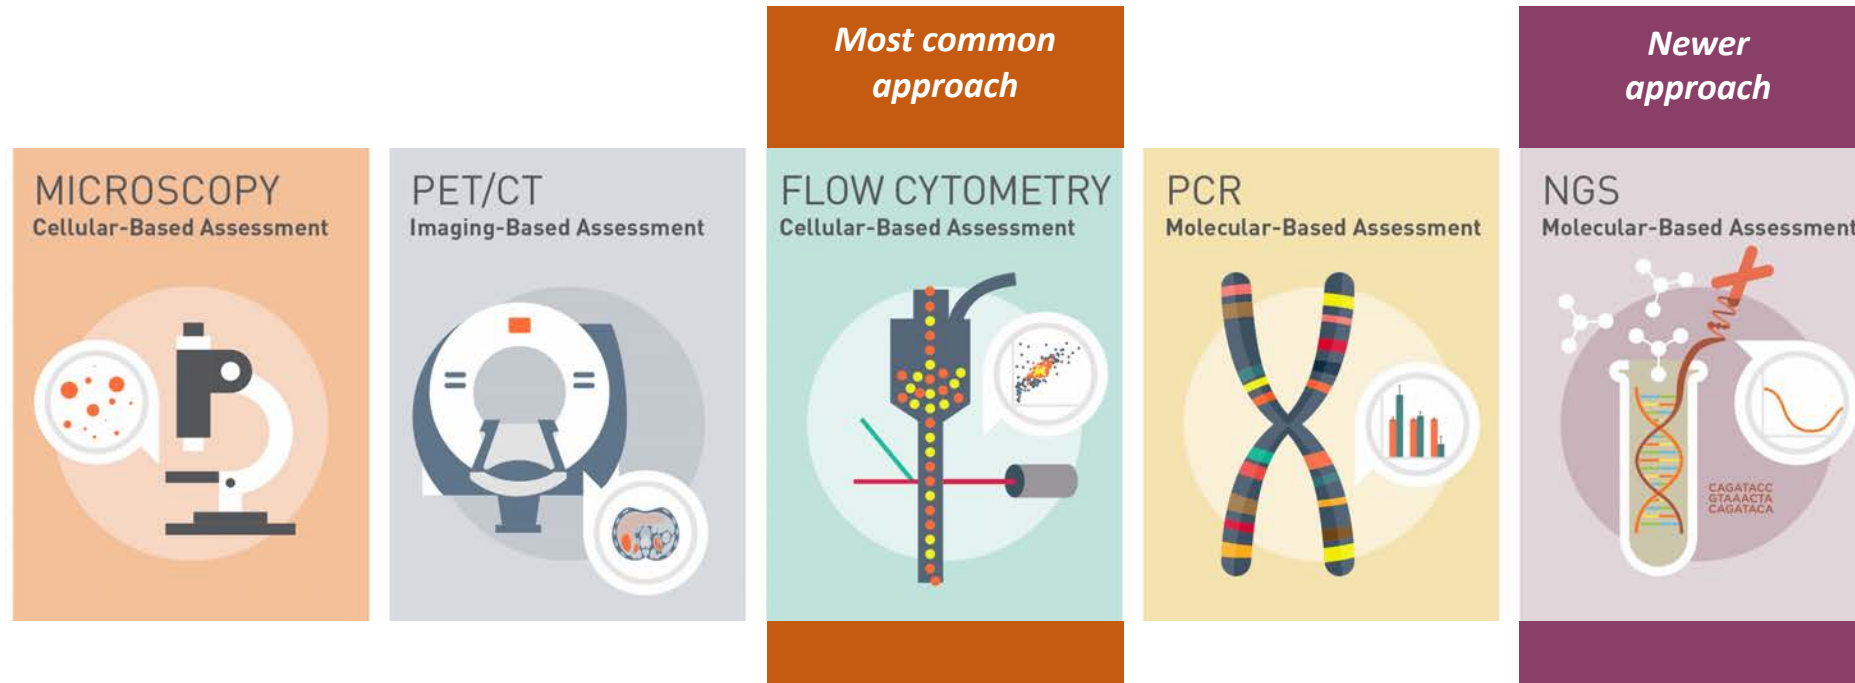 Most common
approach
Newer
approach
MICROSCOPY
Cellular-Based Assessment
PET/CT
Imaging-Based Assessment
FLOW CYTOMETRY
Cellular-Based Assessment
PCR
Molecular-Based Assessment
NGS
Molecular-Based Assessment
CAGATACC
GTAAACTA
CAGATACA